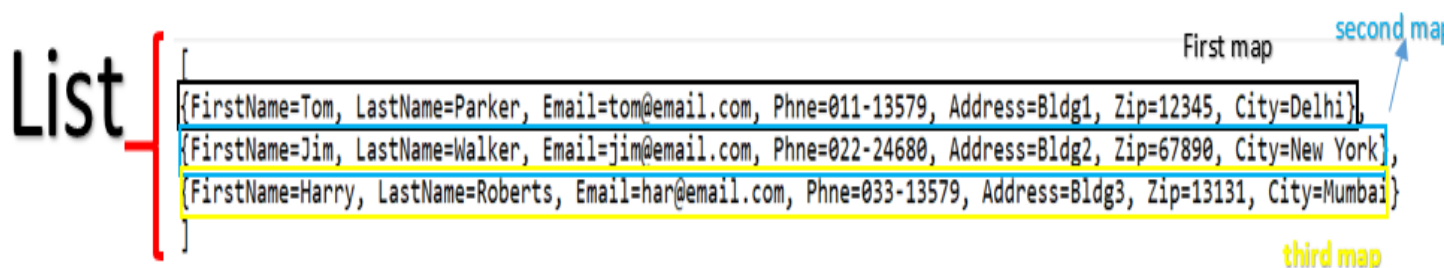 second map
First map
List
[
{FirstName=Tom, LastName=Parker, Email=tom@email.com, Phne=011-13579, Address=Bldg1, Zip=12345, City=Delhi},
{FirstName=Jim, LastName=Walker, Email=jim@email.com, Phne=022-24680, Address=Bldg2, Zip=67890, City=New York},
{FirstName=Harry, LastName=Roberts, Email=har@email.com, Phne=033-13579, Address=Bldg3, Zip=13131, City=Mumbai}
]
third map